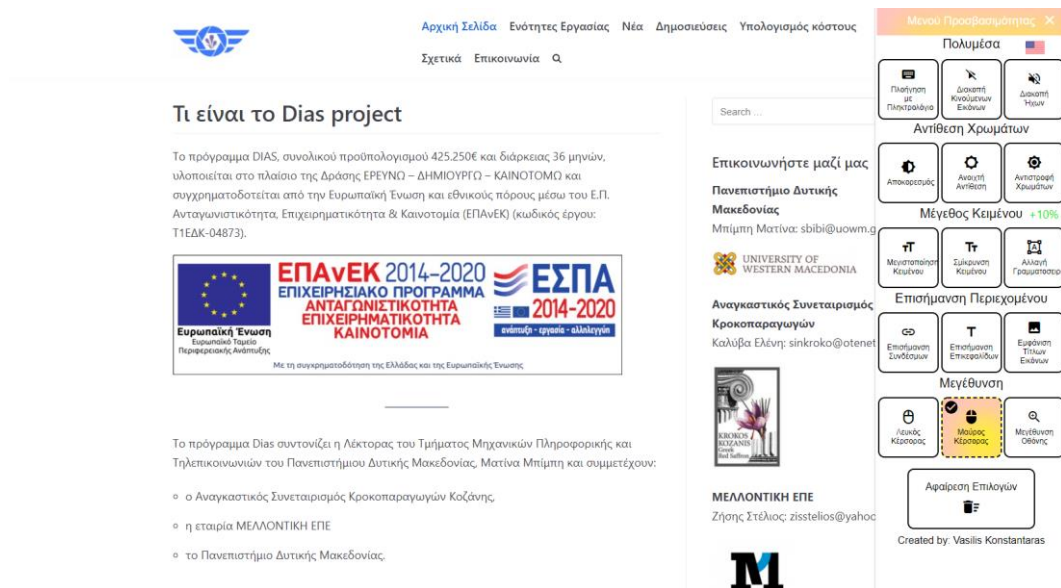 Αρχική Σελίδα Ενότητες Εργασίας Νέα Δημοσιεύσεις Υπολογισμός κόστους
Σχετικά Επικοινωνία
Τι είναι το Dias project
Το πρόγραμμα DIAS, συνολικού προϋπολογισμού 425.250€ και διάρκειας 36 μηνών,
υλοποιείται στο πλαίσιο της Δράσης ΕΡΕΥΝΩ – ΔΗΜΙΟΥΡΓΩ – ΚΑΙΝΟΤΟΜΩ και
συγχρηματοδοτείται από την Ευρωπαϊκή Ένωση και εθνικούς πόρους μέσω του Ε.Π.
Ανταγωνιστικότητα, Επιχειρηματικότητα & Καινοτομία (ΕΠΑνΕΚ) (κωδικός έργου:
Τ1ΕΔΚ-04873).
Ευρωπαϊκή Ένωση
Ευρωπαϊκό Ταμείο
Περιφερειακής Ανάπτυξης
ΕΠΑνΕΚ 2014–2020
ΕΠΙΧΕΙΡΗΣΙΑΚΟ ΠΡΟΓΡΑΜΜΑ
ΑΝΤΑΓΩΝΙΣΤΙΚΟΤΗΤΑ
ΕΠΙΧΕΙΡΗΜΑΤΙΚΟΤΗΤΑ
ΚΑΙΝΟΤΟΜΙΑ
ΕΣΠΑ
2014–2020
ανάπτυξη - εργασία - αλληλεγγύη
Με τη συγχρηματοδότηση της Ελλάδας και της Ευρωπαϊκής Ένωσης
Το πρόγραμμα Dias συντονίζει η Λέκτορας του Τμήματος Μηχανικών Πληροφορικής και
Τηλεπικοινωνιών του Πανεπιστήμιου Δυτικής Μακεδονίας, Ματίνα Μπίμπη και συμμετέχουν:
ο Αναγκαστικός Συνεταιρισμός Κροκοπαραγωγών Κοζάνης,
η εταιρία ΜΕΛΛΟΝΤΙΚΗ ΕΠΕ
το Πανεπιστήμιο Δυτικής Μακεδονίας.
Search ...
Επικοινωνήστε μαζί μας
Πανεπιστήμιο Δυτικής
Μακεδονίας
Μπίμπη Ματίνα: sbibi@uowm.g
UNIVERSITY OF
WESTERN MACEDONIA
Αναγκαστικός Συνεταιρισμός
Κροκοπαραγωγών
Καλύβα Ελένη: sinkroko@otenet
KROKOS
KOZANIS
Greek
Red Saffron
ΜΕΛΛΟΝΤΙΚΗ ΕΠΕ
Ζήσης Στέλιος: zisstelios@yahoo
Μενού Προσβασιμότητας ×
Πολυμέσα
Πλοήγηση
με
Πληκτρολόγιο
Διακοπή
Κινούμενων
Εικόνων
Διακοπή
Ήχων
Αντίθεση Χρωμάτων
Αποκορεσμός
Ανοιχτή
Αντίθεση
Αντιστροφή
Χρωμάτων
Μέγεθος Κειμένου +10%
Μεγιστοποίηση
Κειμένου
Σμίκρυνση
Κειμένου
Αλλαγή
Γραμματοσειρ
Επισήμανση Περιεχομένου
Επισήμανση
Συνδέσμων
Επισήμανση
Επικεφαλίδων
Εμφάνιση
Τίτλων
Εικόνων
Μεγέθυνση
Λευκός
Κέρσορας
Μαύρος
Κέρσορας
Μεγέθυνση
Οθόνης
Αφαίρεση Επιλογών
Created by: Vasilis Konstantaras